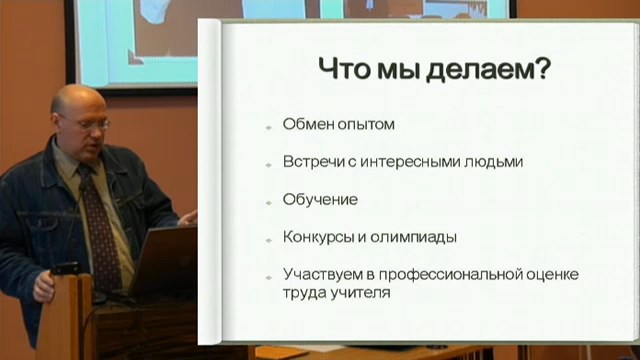 Что мы делаем?
Обмен опытом
Встречи с интересными людьми
Обучение
Конкурсы и олимпиады
Участвуем в профессиональной оценке
труда учителя